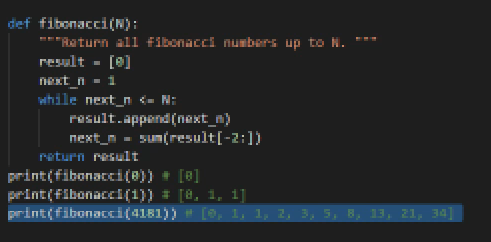 def fibonacci(N):
    """Return all fibonacci numbers up to N. """
    result = [0]
    next_n = 1
    while next_n <= N:
        result.append(next_n)
        next_n = sum(result[-2:])
    return result
print(fibonacci(0)) # [0]
print(fibonacci(1)) # [0, 1, 1]
print(fibonacci(4181)) # [0, 1, 1, 2, 3, 5, 8, 13, 21, 34]